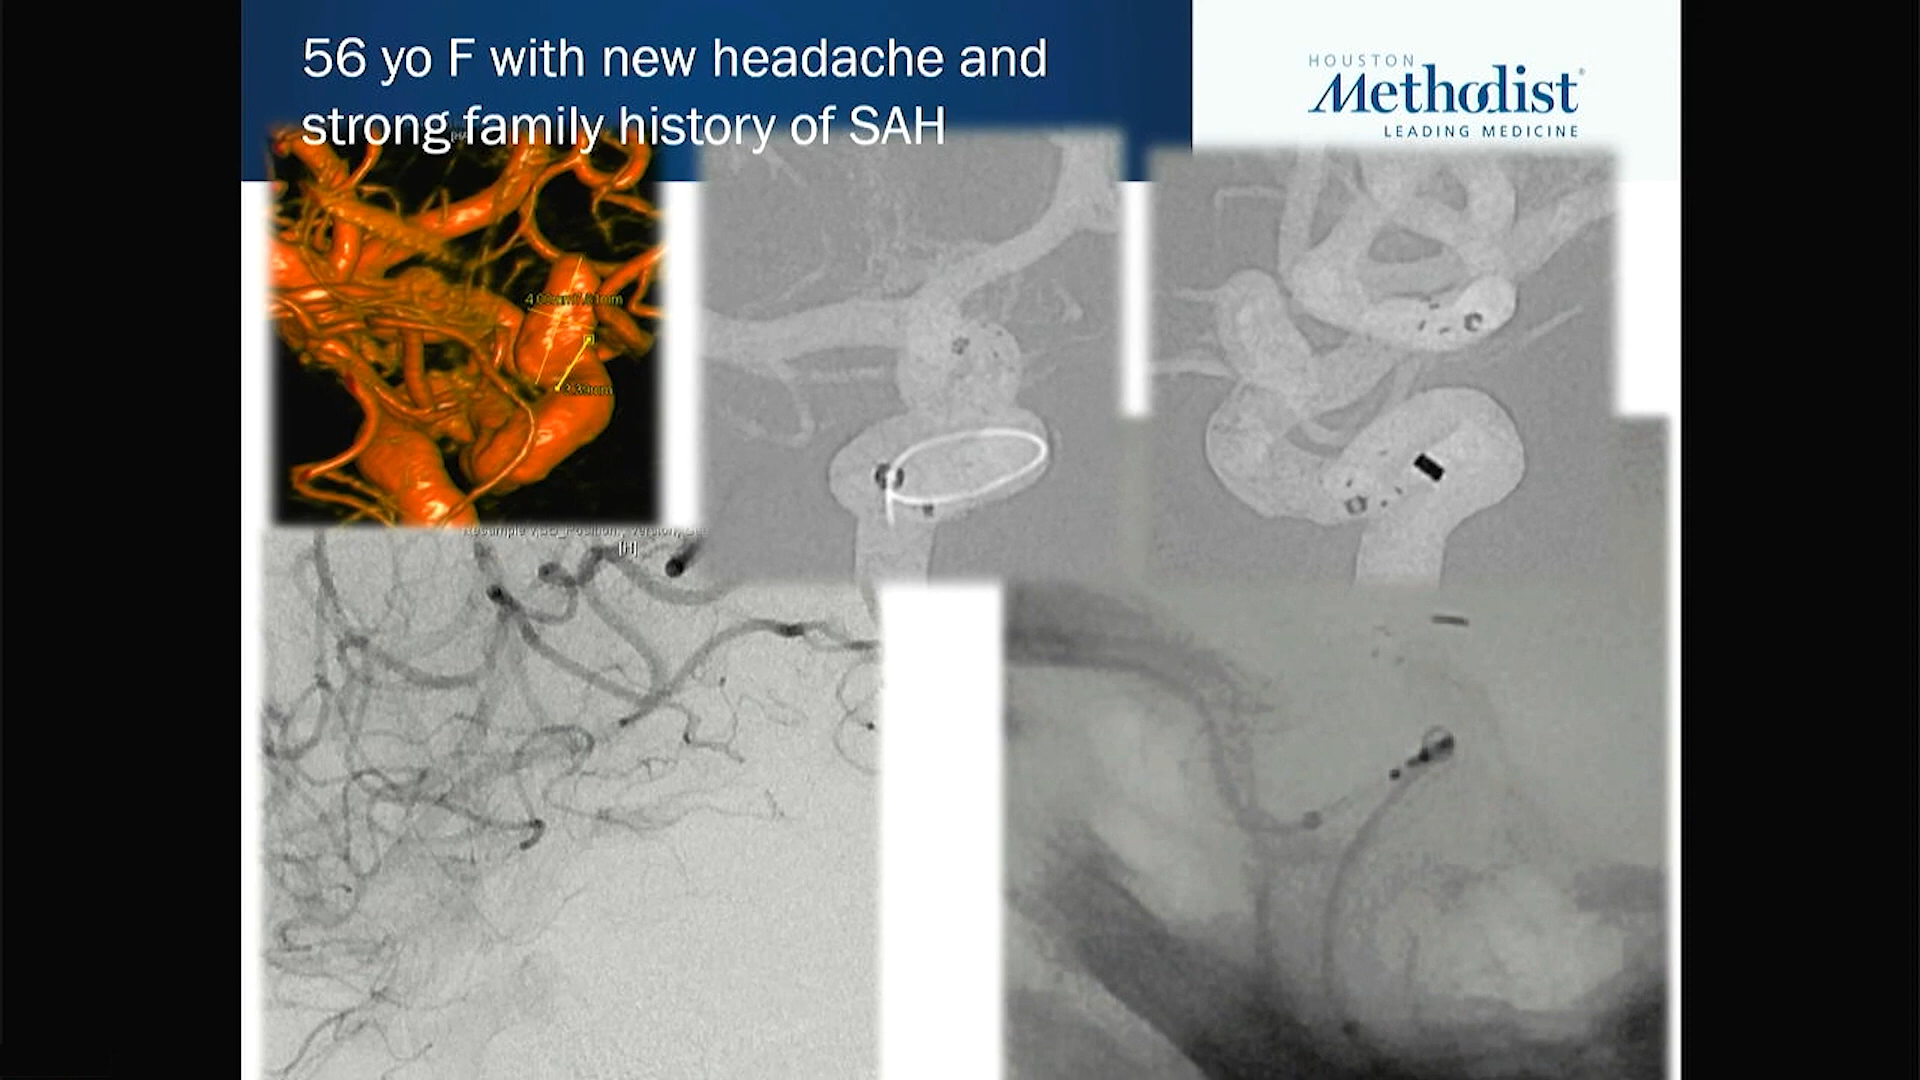 56 yo F with new headache and
strong family history of SAH
HOUSTON
Methodist®
LEADING MEDICINE
[H]